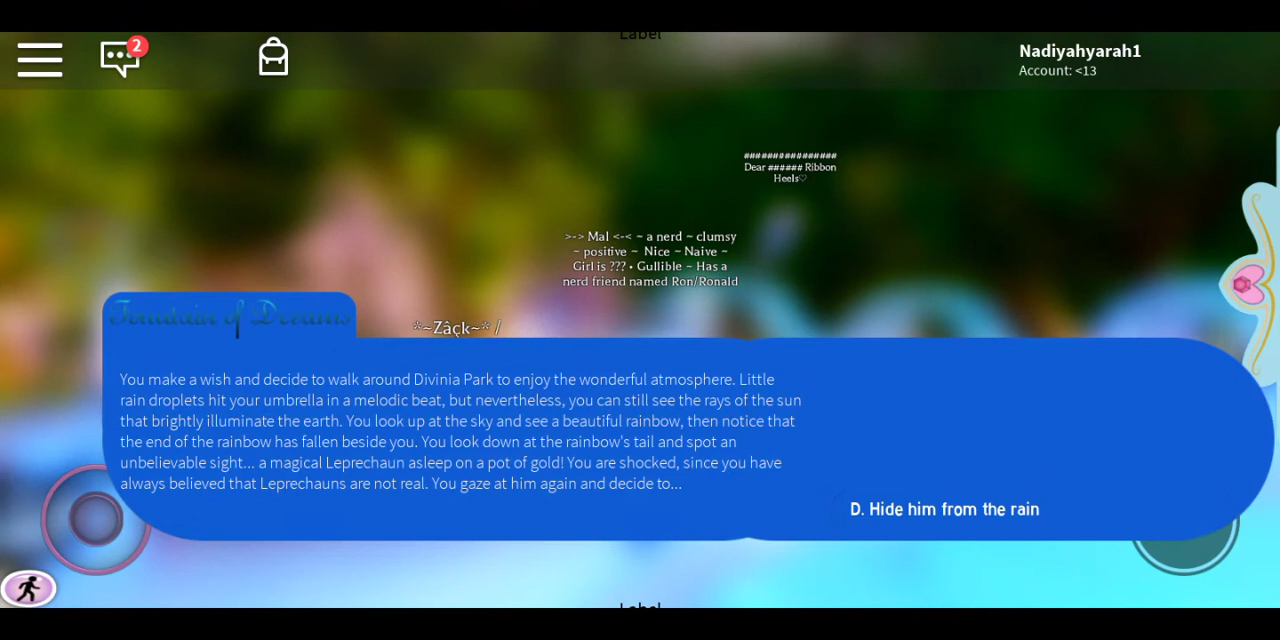 Label
2
Nadiyahyarah1
Account: <13
################
Dear ###### Ribbon
Heels♡
>-> Mal <-< ~ a nerd ~ clumsy
~ positive ~ Nice ~ Naive ~
Girl is ??? • Gullible ~ Has a
nerd friend named Ron/Ronald
Fountain of Dreams
*~Zâçk~* /
You make a wish and decide to walk around Divinia Park to enjoy the wonderful atmosphere. Little
rain droplets hit your umbrella in a melodic beat, but nevertheless, you can still see the rays of the sun
that brightly illuminate the earth. You look up at the sky and see a beautiful rainbow, then notice that
the end of the rainbow has fallen beside you. You look down at the rainbow's tail and spot an
unbelievable sight... a magical Leprechaun asleep on a pot of gold! You are shocked, since you have
always believed that Leprechauns are not real. You gaze at him again and decide to...
D. Hide him from the rain
Label